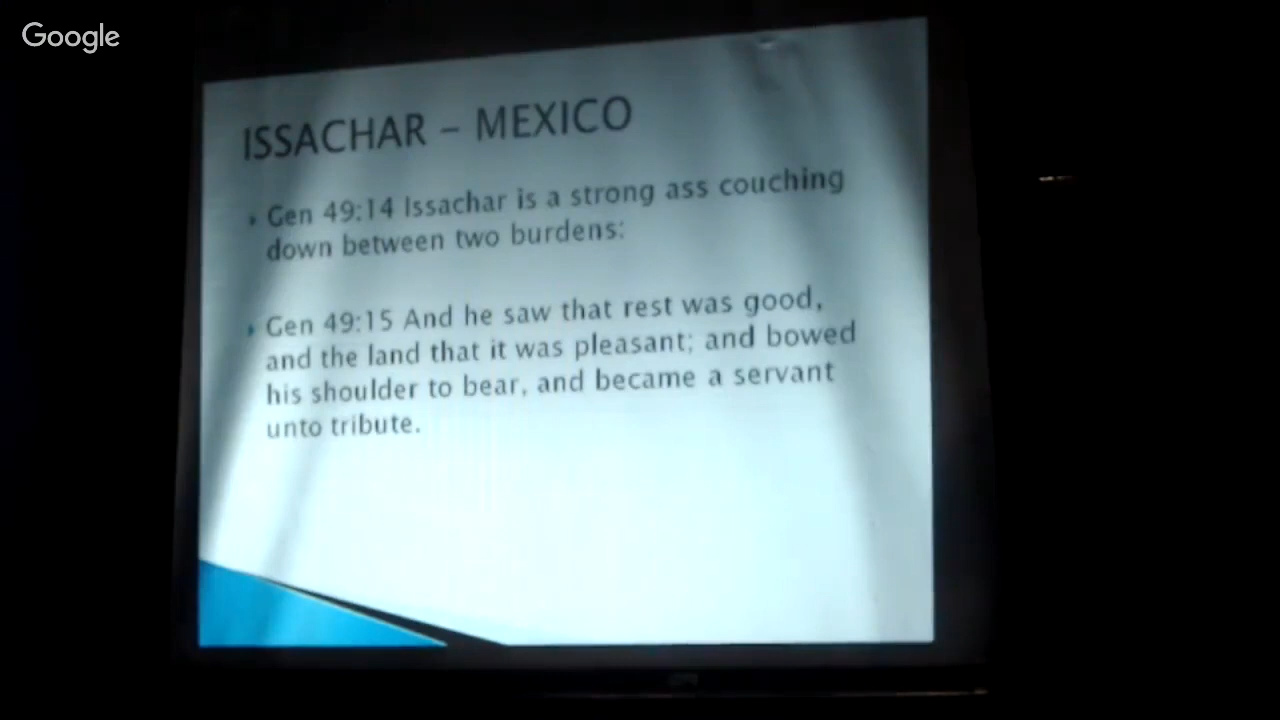 Google
ISSACHAR – MEXICO
Gen 49:14 Issachar is a strong ass couching
down between two burdens:
Gen 49:15 And he saw that rest was good,
and the land that it was pleasant; and bowed
his shoulder to bear, and became a servant
unto tribute.